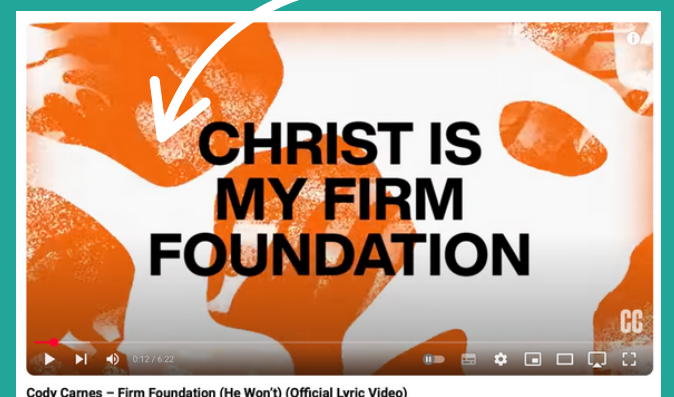 CHRIST IS
MY FIRM
FOUNDATION
CC
0:12 / 6:22
Cody Carnes – Firm Foundation (He Won't) (Official Lyric Video)